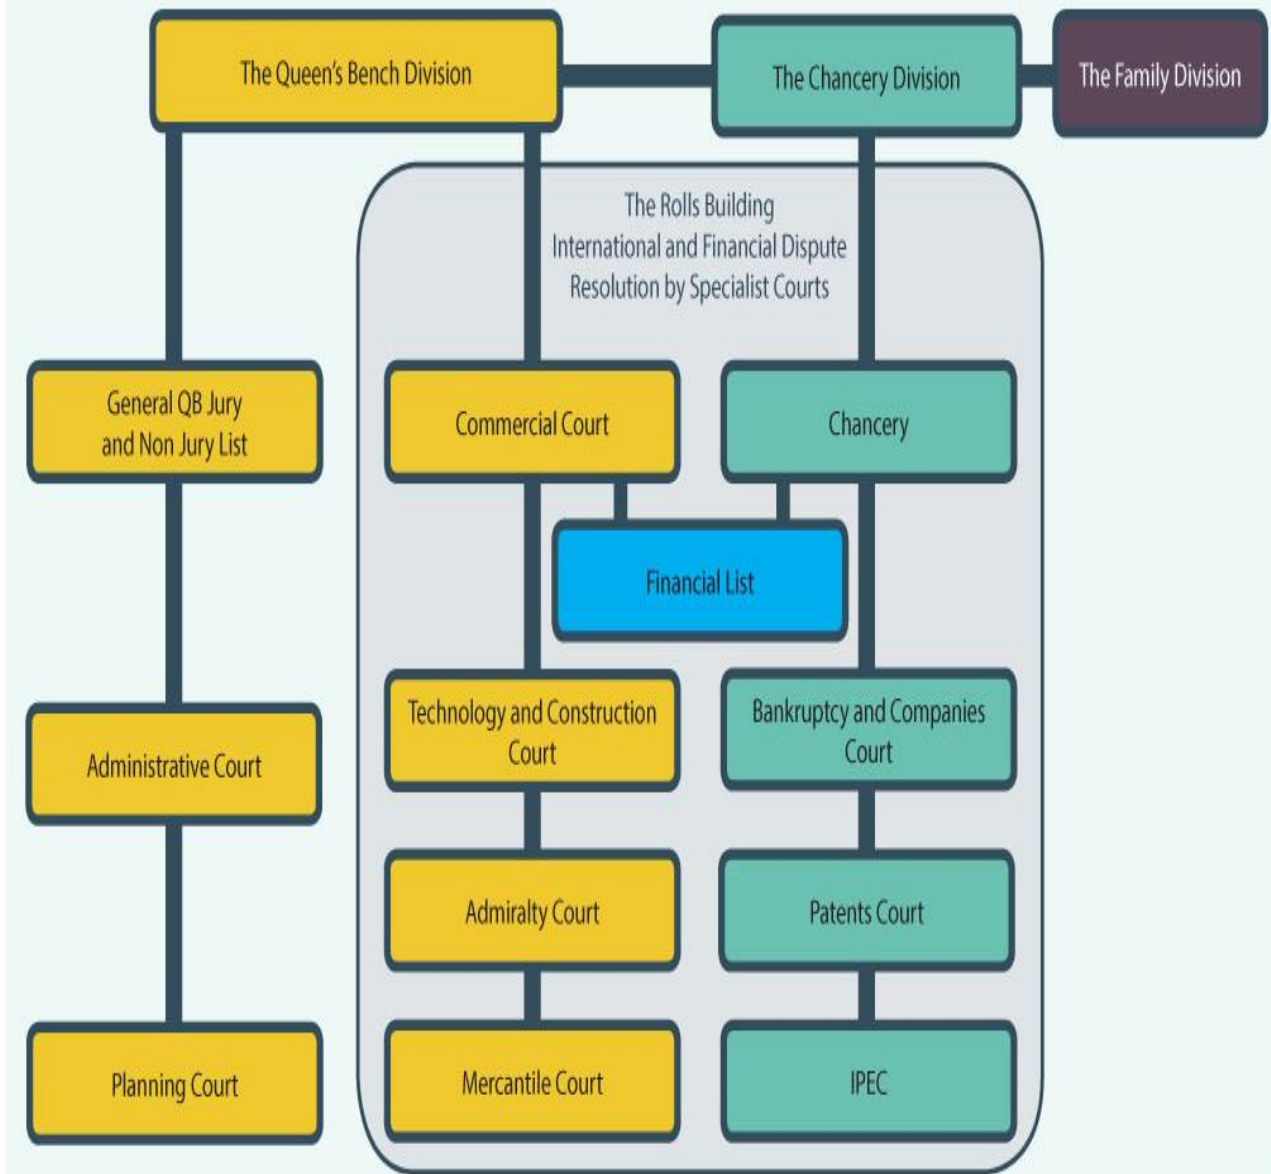 The Queen's Bench Division
The Chancery Division
The Family Division
The Rolls Building
International and Financial Dispute
Resolution by Specialist Courts
General QB Jury
and Non Jury List
Commercial Court
Chancery
Financial List
Technology and Construction
Court
Bankruptcy and Companies
Court
Administrative Court
Admiralty Court
Patents Court
Planning Court
Mercantile Court
IPEC